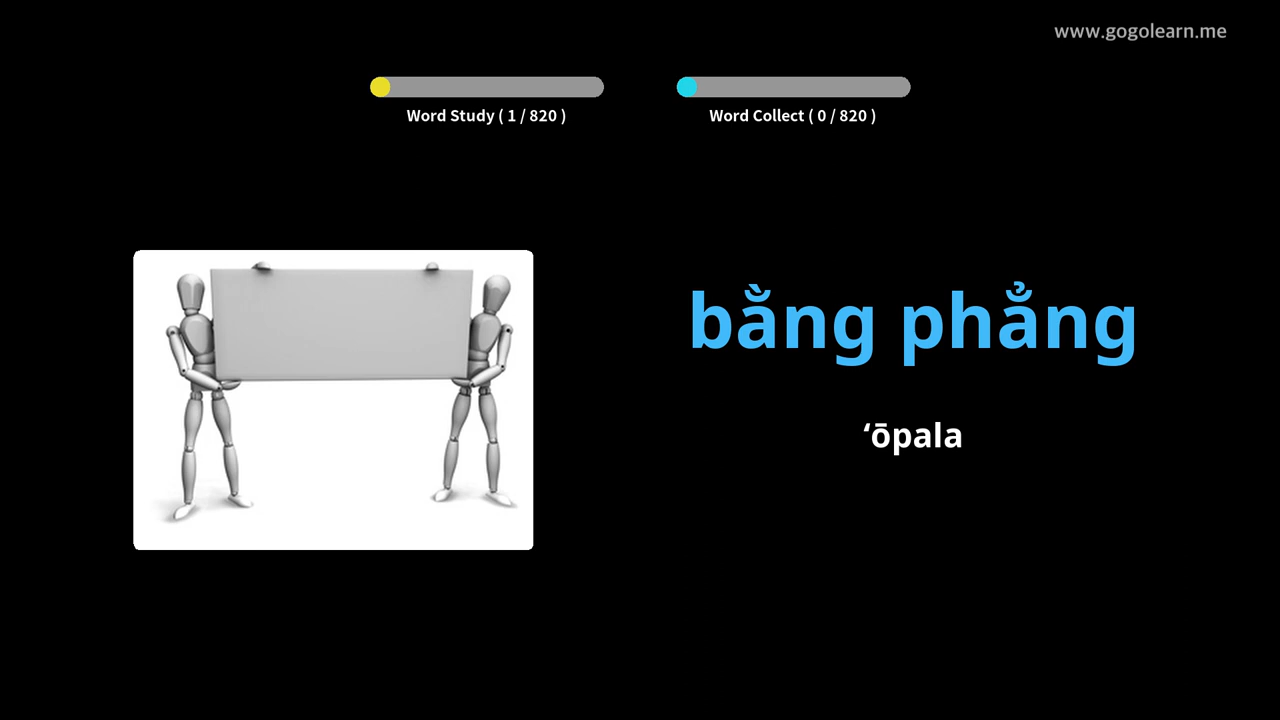 www.gogolearn.me
Word Study ( 1 / 820 )
Word Collect ( 0 / 820 )
bằng phẳng
ʻōpala